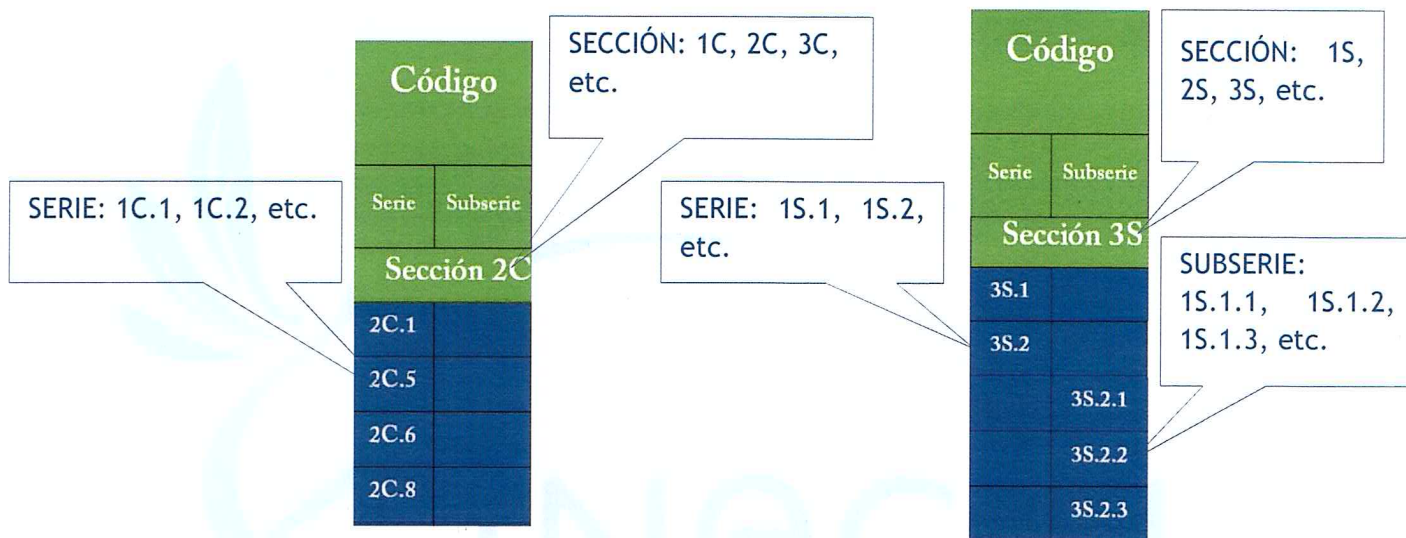 SECCIÓN: 1C, 2C, 3C,
etc.
Código
Serie Subserie
Sección 2C
SERIE: 1C.1, 1C.2, etc.
2C.1
2C.5
2C.6
2C.8
SECCIÓN: 1S,
2S, 3S, etc.
Código
Serie Subserie
Sección 3S
SERIE: 1S.1, 1S.2,
etc.
SUBSERIE:
1S.1.1, 1S.1.2,
1S.1.3, etc.
3S.1
3S.2
3S.2.1
3S.2.2
3S.2.3